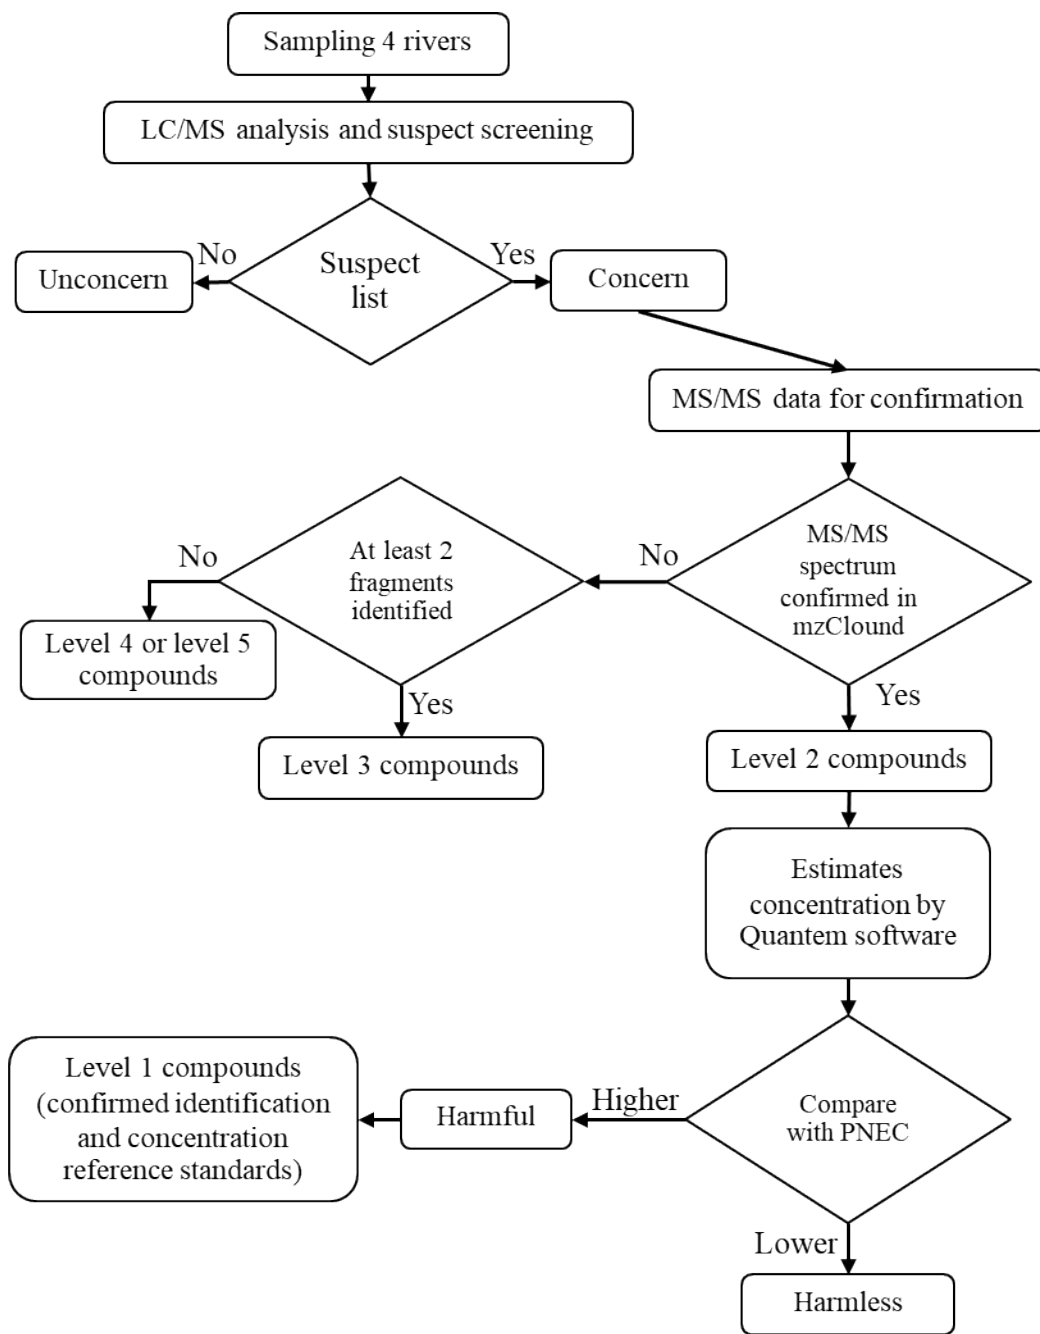 Sampling 4 rivers
LC/MS analysis and suspect screening
No
Yes
Unconcern
Suspect
list
Concern
MS/MS data for confirmation
No
At least 2
fragments
identified
No
MS/MS
spectrum
confirmed in
mzClound
Level 4 or level 5
compounds
Yes
Yes
Level 3 compounds
Level 2 compounds
Estimates
concentration by
Quantem software
Level 1 compounds
(confirmed identification
and concentration
reference standards)
Harmful
Higher
Compare
with PNEC
Lower
Harmless